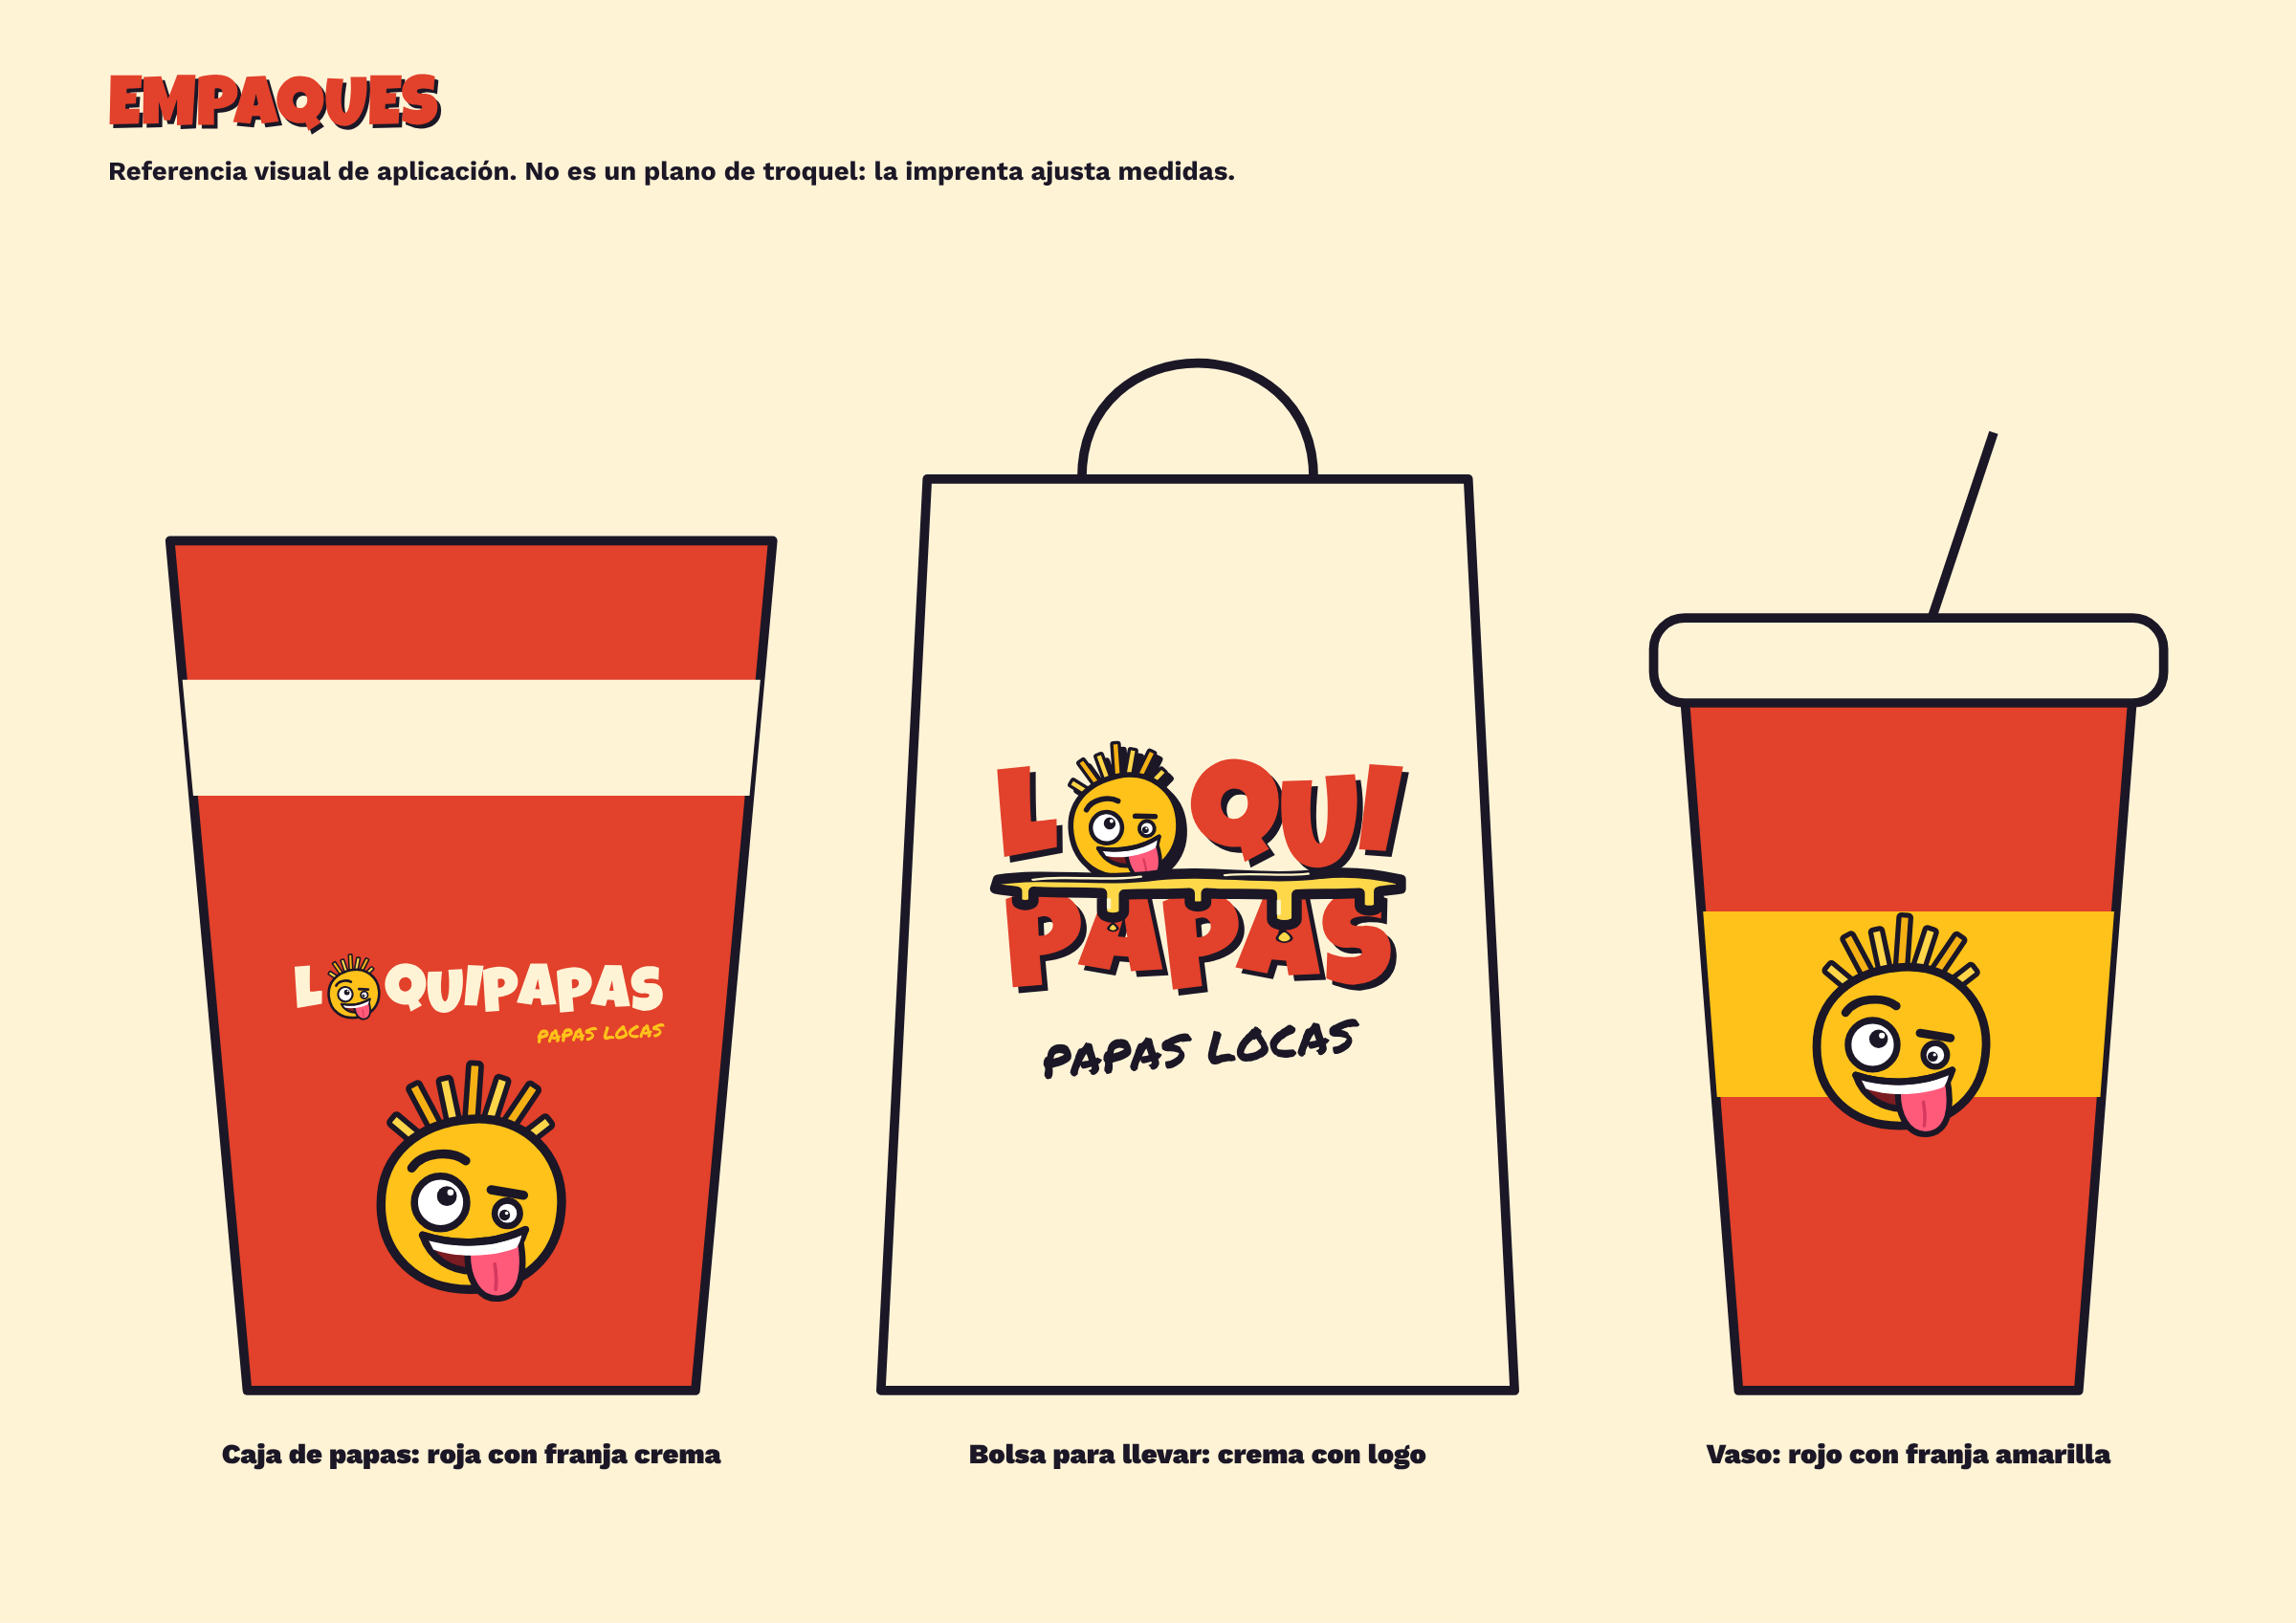 EMPAQUES
Referencia visual de aplicación. No es un plano de troquel: la imprenta ajusta medidas.
LOQUIPAPAS
PAPAS LOCAS
LOQUI
PAPAS
PAPAS LOCAS
Caja de papas: roja con franja crema
Bolsa para llevar: crema con logo
Vaso: rojo con franja amarilla